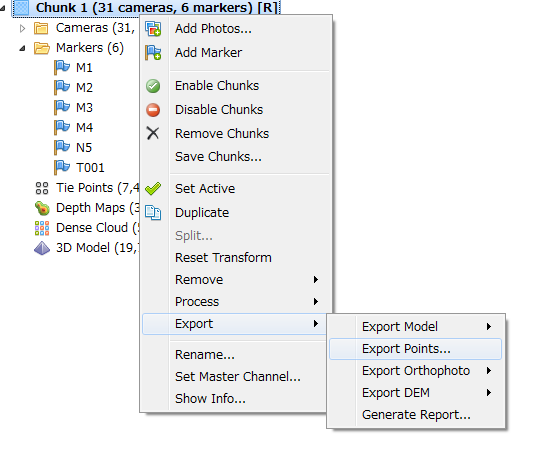 Chunk 1 (31 cameras, 6 markers) [R]
Cameras (31,
Markers (6)
M1
M2
M3
M4
N5
T001
Tie Points (7,4
Depth Maps (3
Dense Cloud (5
3D Model (19,7
Add Photos...
Add Marker
Enable Chunks
Disable Chunks
Remove Chunks
Save Chunks...
Set Active
Duplicate
Split...
Reset Transform
Remove
Process
Export
Rename...
Set Master Channel...
Show Info...
Export Model
Export Points...
Export Orthophoto
Export DEM
Generate Report...